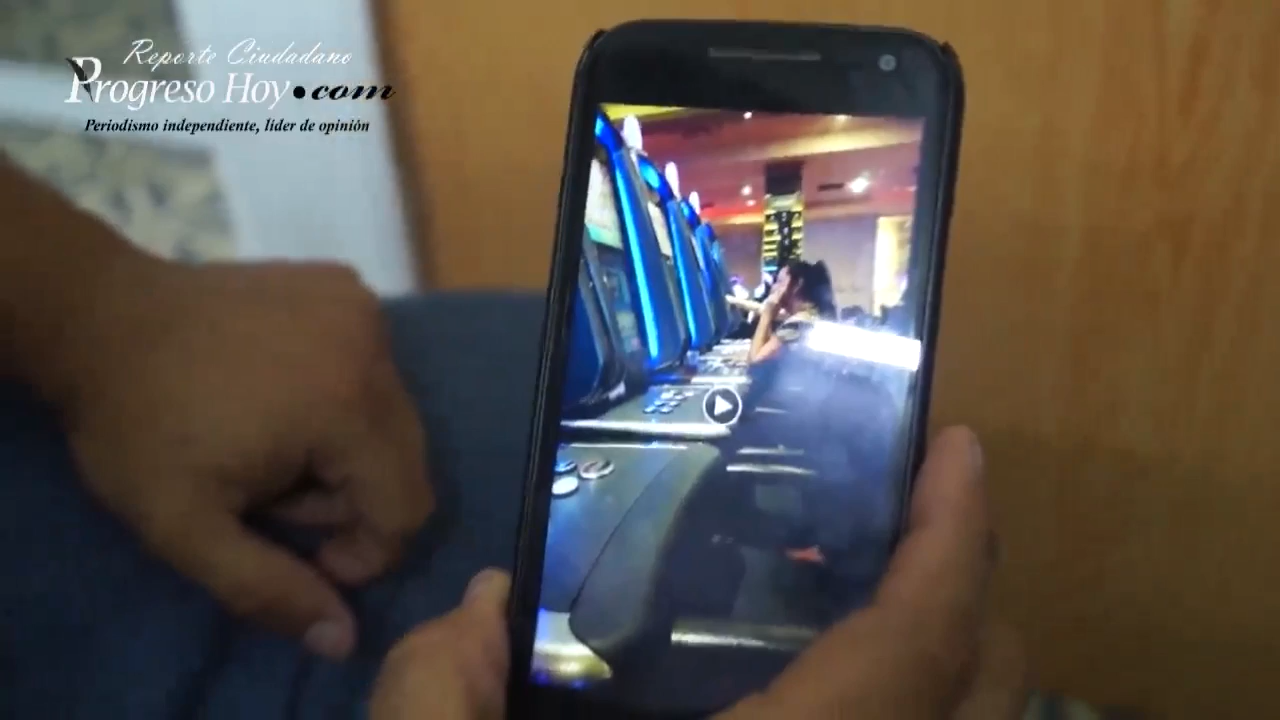 Reporte Ciudadano
Progreso Hoy.com
Periodismo independiente, líder de opinión